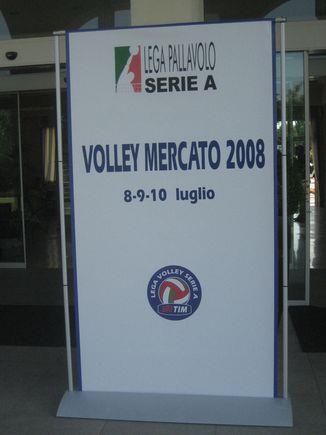 LEGA PALLAVOLO
SERIE A
VOLLEY MERCATO 2008
8-9-10 luglio
LEGA VOLLEY SERIE A
TIM